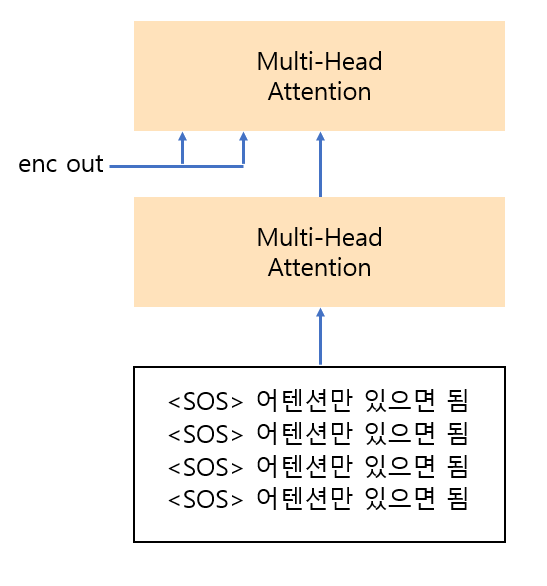 Multi-Head
Attention
enc out
Multi-Head
Attention
<SOS> 어텐션만 있으면 됨
<SOS> 어텐션만 있으면 됨
<SOS> 어텐션만 있으면 됨
<SOS> 어텐션만 있으면 됨